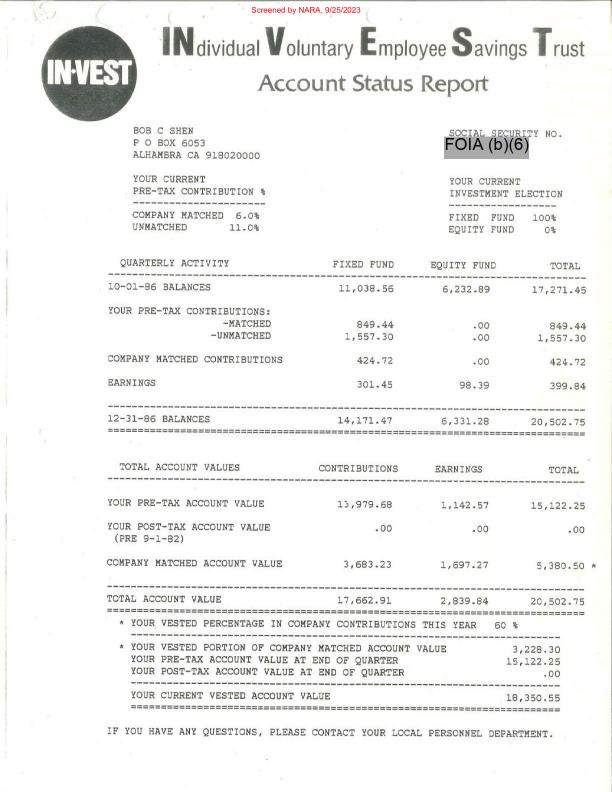 Screened by NARA, 9/25/2023
IN·VEST
INdividual Voluntary Employee Savings Trust
Account Status Report
BOB C SHEN
P O BOX 6053
ALHAMBRA CA 918020000
SOCIAL SECURITY NO.
FOIA (b)(6)
YOUR CURRENT
PRE-TAX CONTRIBUTION %
COMPANY MATCHED 6.0%
UNMATCHED 11.0%
YOUR CURRENT
INVESTMENT ELECTION
FIXED FUND 100%
EQUITY FUND 0%
QUARTERLY ACTIVITY FIXED FUND EQUITY FUND TOTAL
10-01-86 BALANCES 11,038.56 6,232.89 17,271.45
YOUR PRE-TAX CONTRIBUTIONS:
-MATCHED 849.44 .00 849.44
-UNMATCHED 1,557.30 .00 1,557.30
COMPANY MATCHED CONTRIBUTIONS 424.72 .00 424.72
EARNINGS 301.45 98.39 399.84
12-31-86 BALANCES 14,171.47 6,331.28 20,502.75
TOTAL ACCOUNT VALUES CONTRIBUTIONS EARNINGS TOTAL
YOUR PRE-TAX ACCOUNT VALUE 13,979.68 1,142.57 15,122.25
YOUR POST-TAX ACCOUNT VALUE .00 .00 .00
(PRE 9-1-82)
COMPANY MATCHED ACCOUNT VALUE 3,683.23 1,697.27 5,380.50 *
TOTAL ACCOUNT VALUE 17,662.91 2,839.84 20,502.75
* YOUR VESTED PERCENTAGE IN COMPANY CONTRIBUTIONS THIS YEAR 60 %
* YOUR VESTED PORTION OF COMPANY MATCHED ACCOUNT VALUE 3,228.30
YOUR PRE-TAX ACCOUNT VALUE AT END OF QUARTER 15,122.25
YOUR POST-TAX ACCOUNT VALUE AT END OF QUARTER .00
YOUR CURRENT VESTED ACCOUNT VALUE 18,350.55
IF YOU HAVE ANY QUESTIONS, PLEASE CONTACT YOUR LOCAL PERSONNEL DEPARTMENT.